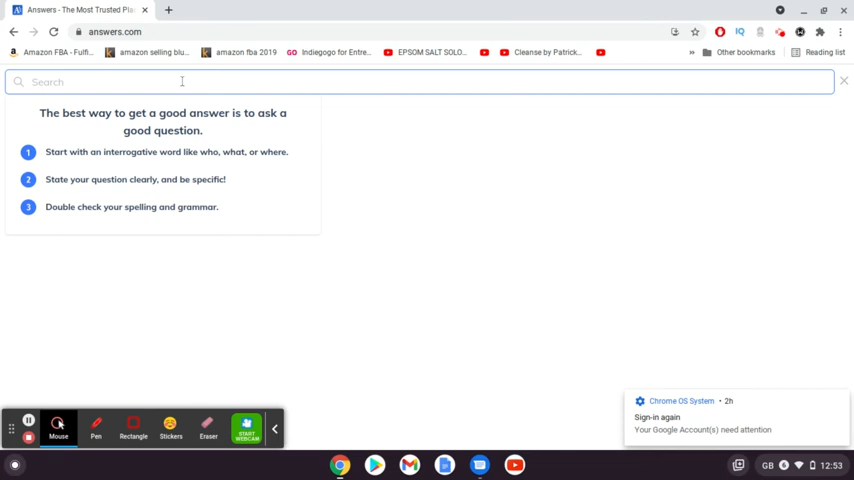 Answers - The Most Trusted Pla
answers.com
Amazon FBA - Fulfi... amazon selling blu... amazon fba 2019 GO Indiegogo for Entre... EPSOM SALT SOLO... Cleanse by Patrick... » Other bookmarks Reading list
Search
The best way to get a good answer is to ask a
good question.
1 Start with an interrogative word like who, what, or where.
2 State your question clearly, and be specific!
3 Double check your spelling and grammar.
Chrome OS System • 2h
Sign-in again
Your Google Account(s) need attention
Mouse Pen Rectangle Stickers Eraser START
WEBCAM
GB 6 12:53